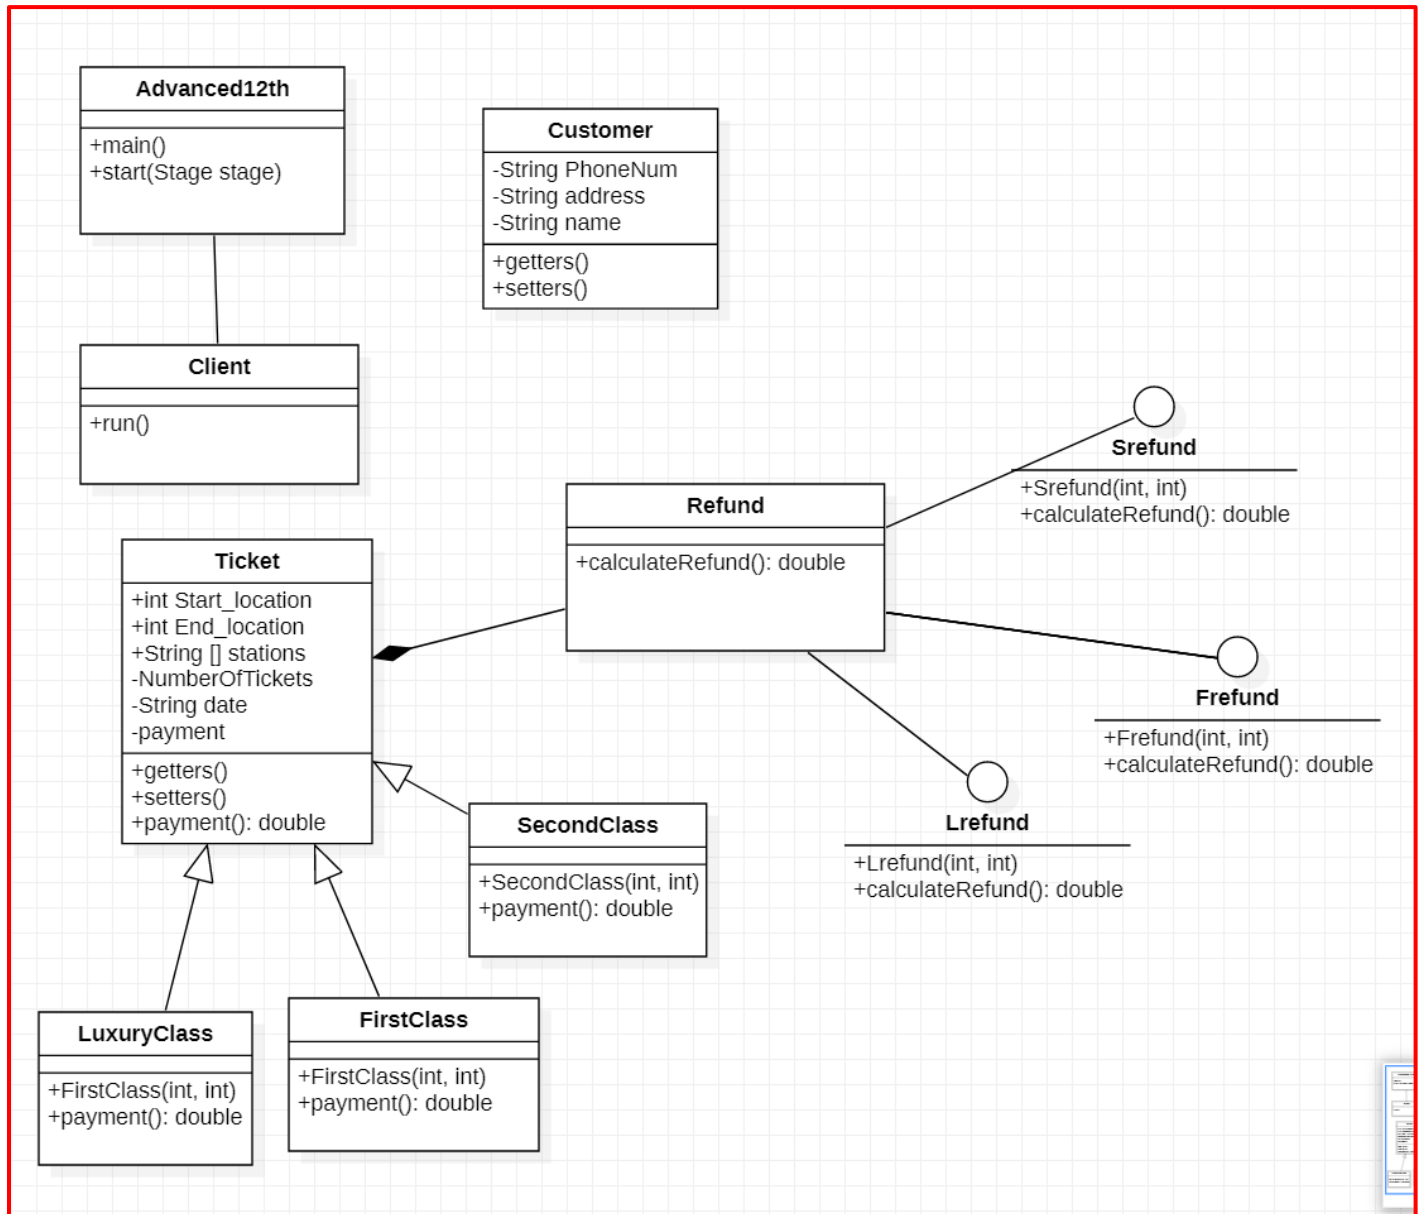 Advanced12th
+main()
+start(Stage stage)
Customer
-String PhoneNum
-String address
-String name
+getters()
+setters()
Client
+run()
Srefund
+Srefund(int, int)
+calculateRefund(): double
Refund
+calculateRefund(): double
Ticket
+int Start_location
+int End_location
+String [] stations
-NumberOfTickets
-String date
-payment
+getters()
+setters()
+payment(): double
Frefund
+Frefund(int, int)
+calculateRefund(): double
Lrefund
+Lrefund(int, int)
+calculateRefund(): double
SecondClass
+SecondClass(int, int)
+payment(): double
LuxuryClass
+FirstClass(int, int)
+payment(): double
FirstClass
+FirstClass(int, int)
+payment(): double